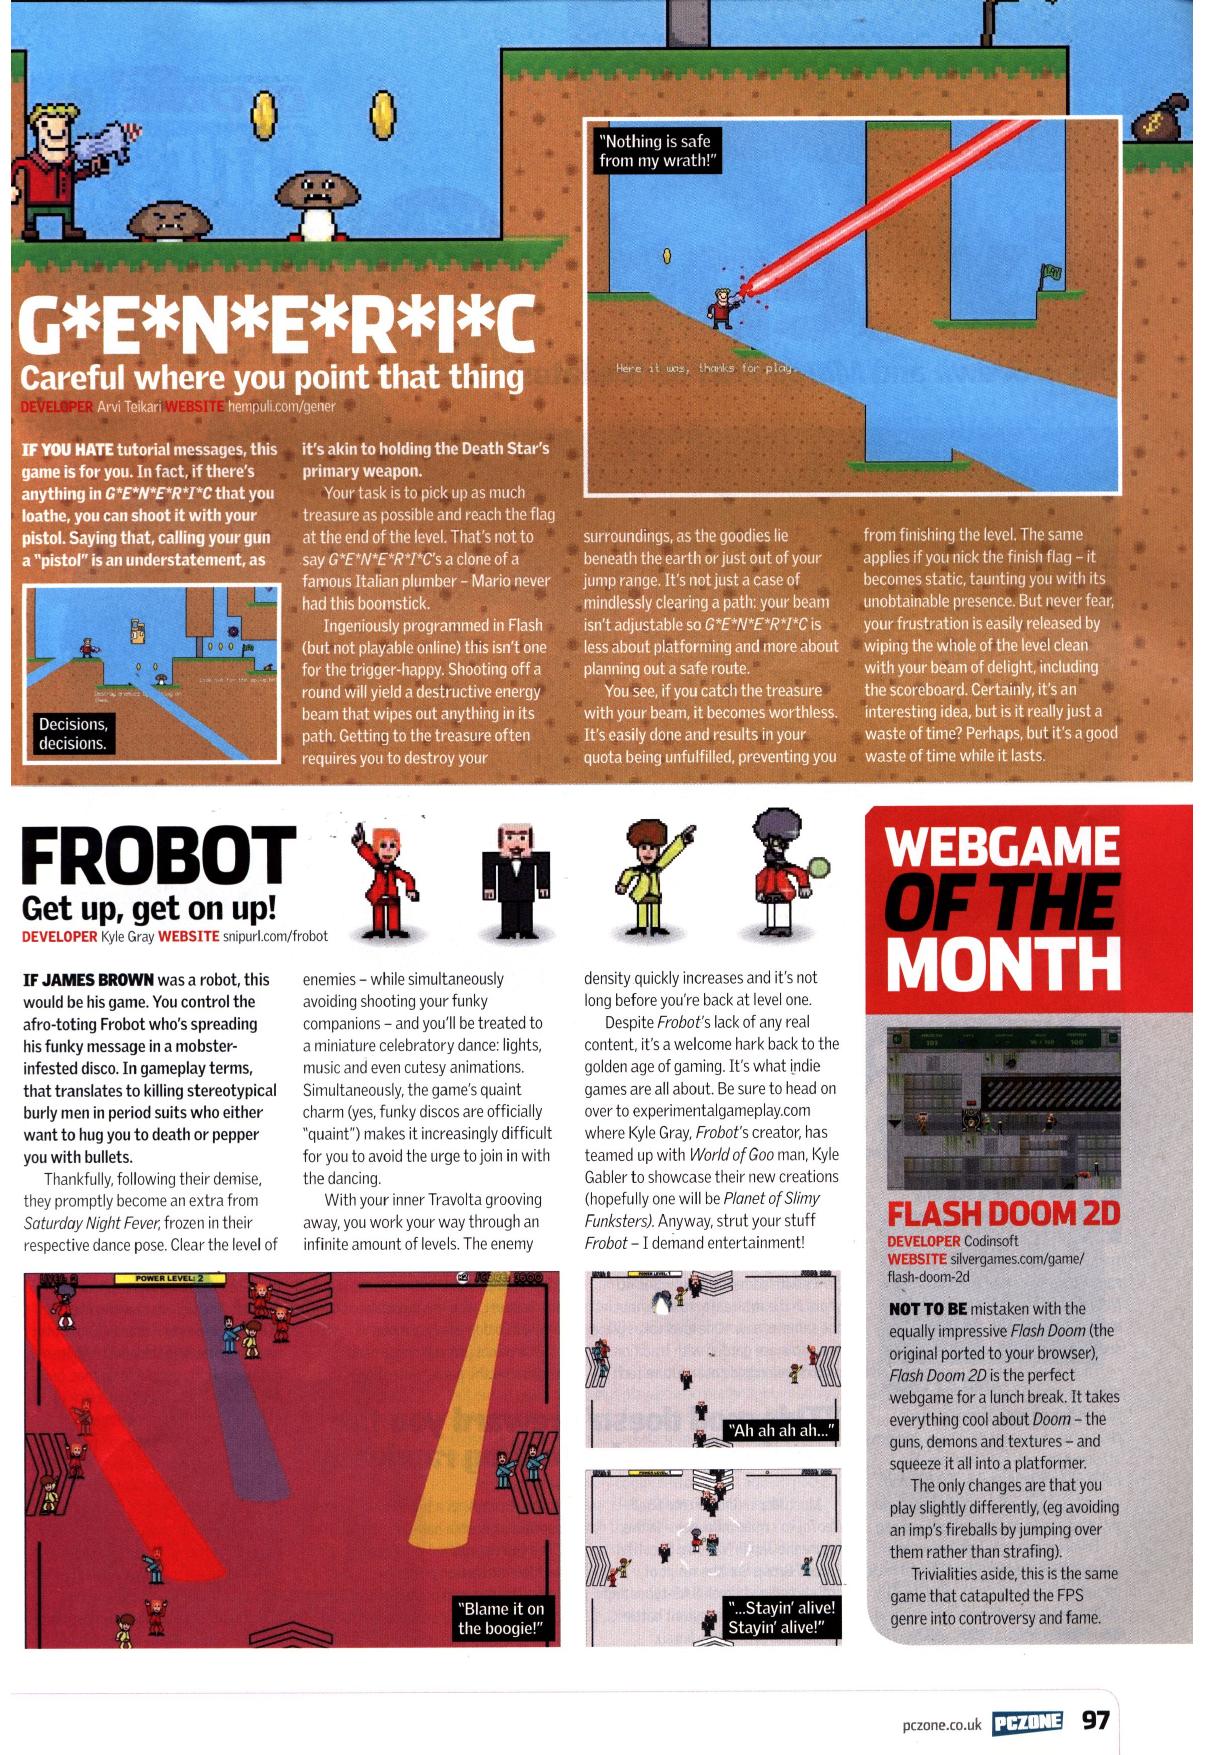 "Nothing is safe
from my wrath!"
Here it was, thanks for play
G*E*N*E*R*I*C
Careful where you point that thing
DEVELOPER Arvi Teikari WEBSITE hempuli.com/gener
IF YOU HATE tutorial messages, this
game is for you. In fact, if there's
anything in G*E*N*E*R*I*C that you
loathe, you can shoot it with your
pistol. Saying that, calling your gun
a "pistol" is an understatement, as
Decisions,
decisions.
it's akin to holding the Death Star's
primary weapon.
Your task is to pick up as much
treasure as possible and reach the flag
at the end of the level. That's not to
say G*E*N*E*R*I*C's a clone of a
famous Italian plumber – Mario never
had this boomstick.
Ingeniously programmed in Flash
(but not playable online) this isn't one
for the trigger-happy. Shooting off a
round will yield a destructive energy
beam that wipes out anything in its
path. Getting to the treasure often
requires you to destroy your
surroundings, as the goodies lie
beneath the earth or just out of your
jump range. It's not just a case of
mindlessly clearing a path: your beam
isn't adjustable so G*E*N*E*R*I*C is
less about platforming and more about
planning out a safe route.
You see, if you catch the treasure
with your beam, it becomes worthless.
It's easily done and results in your
quota being unfulfilled, preventing you
from finishing the level. The same
applies if you nick the finish flag – it
becomes static, taunting you with its
unobtainable presence. But never fear,
your frustration is easily released by
wiping the whole of the level clean
with your beam of delight, including
the scoreboard. Certainly, it's an
interesting idea, but is it really just a
waste of time? Perhaps, but it's a good
waste of time while it lasts.
FROBOT
Get up, get on up!
DEVELOPER Kyle Gray WEBSITE snipurl.com/frobot
IF JAMES BROWN was a robot, this
would be his game. You control the
afro-toting Frobot who's spreading
his funky message in a mobster-
infested disco. In gameplay terms,
that translates to killing stereotypical
burly men in period suits who either
want to hug you to death or pepper
you with bullets.
Thankfully, following their demise,
they promptly become an extra from
Saturday Night Fever, frozen in their
respective dance pose. Clear the level of
enemies – while simultaneously
avoiding shooting your funky
companions – and you'll be treated to
a miniature celebratory dance: lights,
music and even cutesy animations.
Simultaneously, the game's quaint
charm (yes, funky discos are officially
"quaint") makes it increasingly difficult
for you to avoid the urge to join in with
the dancing.
With your inner Travolta grooving
away, you work your way through an
infinite amount of levels. The enemy
density quickly increases and it's not
long before you're back at level one.
Despite Frobot's lack of any real
content, it's a welcome hark back to the
golden age of gaming. It's what indie
games are all about. Be sure to head on
over to experimentalgameplay.com
where Kyle Gray, Frobot's creator, has
teamed up with World of Goo man, Kyle
Gabler to showcase their new creations
(hopefully one will be Planet of Slimy
Funksters). Anyway, strut your stuff
Frobot – I demand entertainment!
POWER LEVEL: 2
"Blame it on
the boogie!"
"Ah ah ah ah..."
"...Stayin' alive!
Stayin' alive!"
WEBGAME
OF THE
MONTH
FLASH DOOM 2D
DEVELOPER Codinsoft
WEBSITE silvergames.com/game/
flash-doom-2d
NOT TO BE mistaken with the
equally impressive Flash Doom (the
original ported to your browser),
Flash Doom 2D is the perfect
webgame for a lunch break. It takes
everything cool about Doom – the
guns, demons and textures – and
squeeze it all into a platformer.
The only changes are that you
play slightly differently, (eg avoiding
an imp's fireballs by jumping over
them rather than strafing).
Trivialities aside, this is the same
game that catapulted the FPS
genre into controversy and fame.
pczone.co.uk PCZONE 97